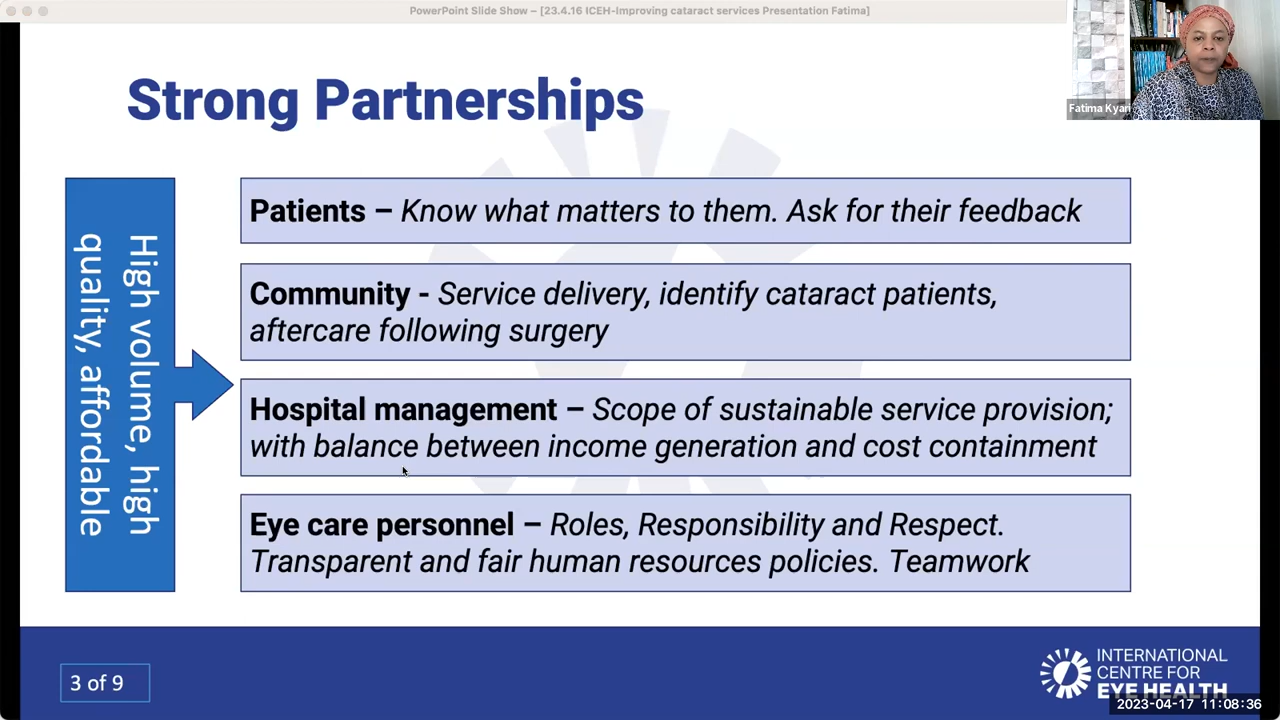 PowerPoint Slide Show – [23.4.16 ICEH-Improving cataract services Presentation Fatima]
Fatima Kyari
Strong Partnerships
High volume, high
quality, affordable
Patients – Know what matters to them. Ask for their feedback
Community - Service delivery, identify cataract patients,
aftercare following surgery
Hospital management – Scope of sustainable service provision;
with balance between income generation and cost containment
Eye care personnel – Roles, Responsibility and Respect.
Transparent and fair human resources policies. Teamwork
3 of 9
INTERNATIONAL
CENTRE FOR
EYE HEALTH
2023-04-17 11:08:36